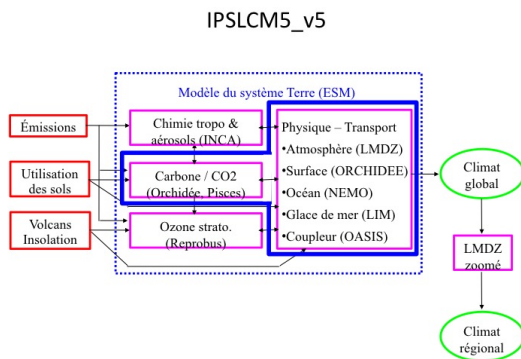 IPSLCM5_v5
Modèle du système Terre (ESM)
Émissions
Utilisation
des sols
Volcans
Insolation
Chimie tropo &
aérosols (INCA)
Carbone / CO2
(Orchidée, Pisces)
Ozone strato.
(Reprobus)
Physique – Transport
•Atmosphère (LMDZ)
•Surface (ORCHIDEE)
•Océan (NEMO)
•Glace de mer (LIM)
•Coupleur (OASIS)
Climat
global
LMDZ
zoomé
Climat
régional